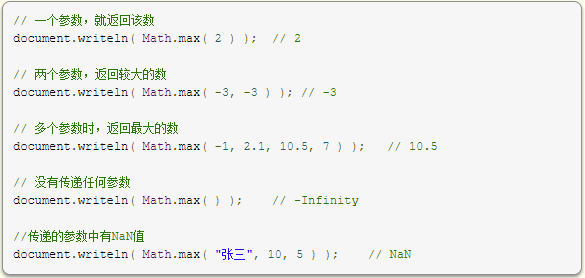 // 一个参数，就返回该数
document.writeln( Math.max( 2 ) );  // 2
// 两个参数，返回较大的数
document.writeln( Math.max( -3, -3 ) ); // -3
// 多个参数时，返回最大的数
document.writeln( Math.max( -1, 2.1, 10.5, 7 ) );   // 10.5
// 没有传递任何参数
document.writeln( Math.max( ) );    // -Infinity
//传递的参数中有NaN值
document.writeln( Math.max( "张三", 10, 5 ) );    // NaN